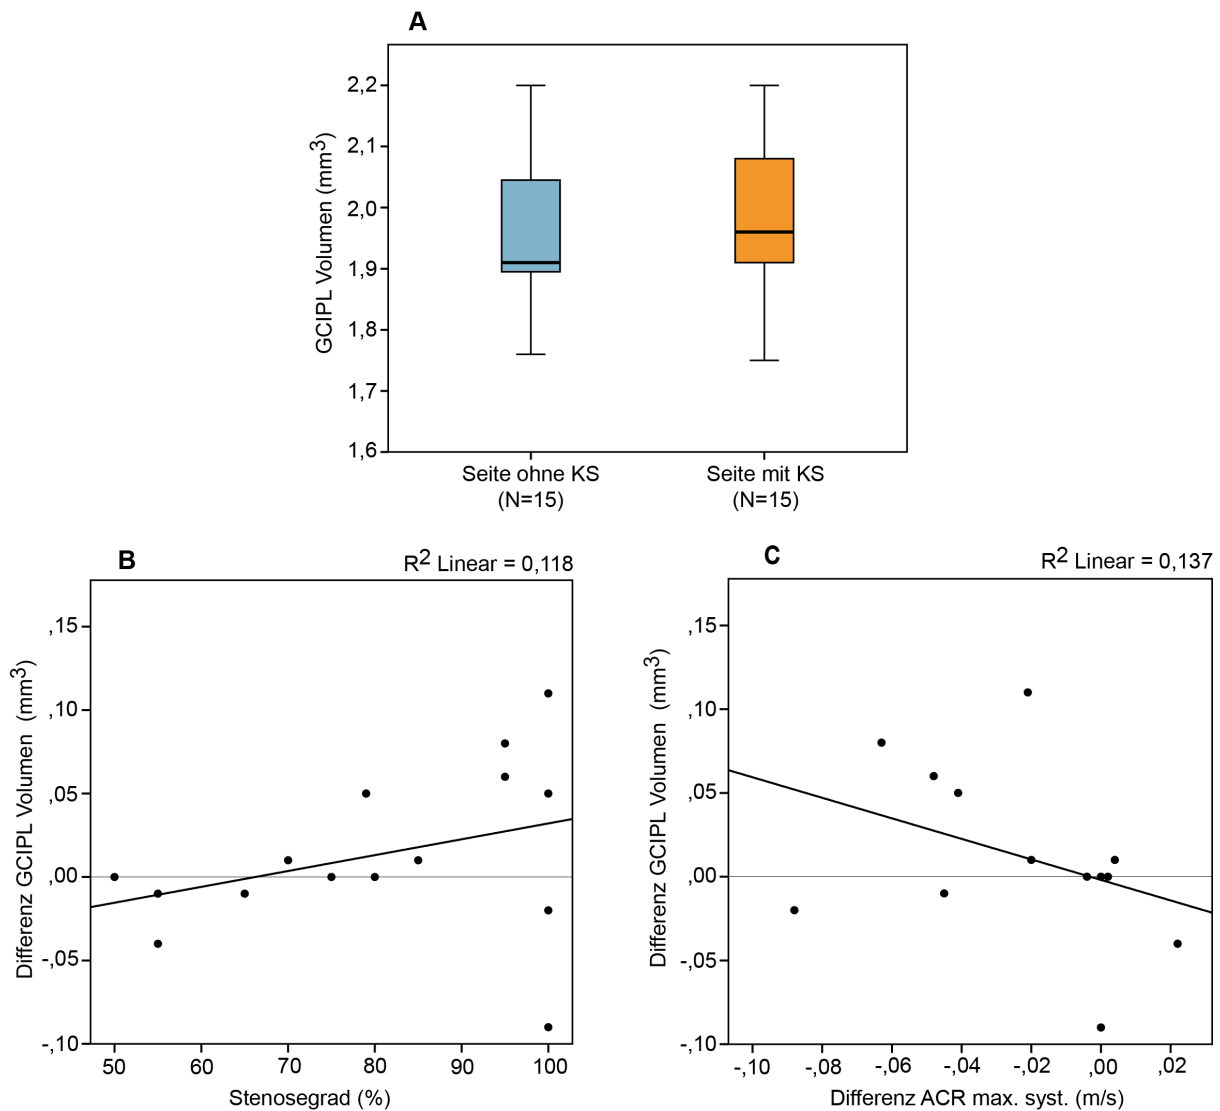 A
GCIPL Volumen (mm3)
2,2
2,1
2,0
1,9
1,8
1,7
1,6
Seite ohne KS
(N=15)
Seite mit KS
(N=15)
B
R2 Linear = 0,118
Differenz GCIPL Volumen (mm3)
,15
,10
,05
,00
-,05
-,10
50 60 70 80 90 100
Stenosegrad (%)
C
R2 Linear = 0,137
Differenz GCIPL Volumen (mm3)
,15
,10
,05
,00
-,05
-,10
-,10 -,08 -,06 -,04 -,02 ,00 ,02
Differenz ACR max. syst. (m/s)